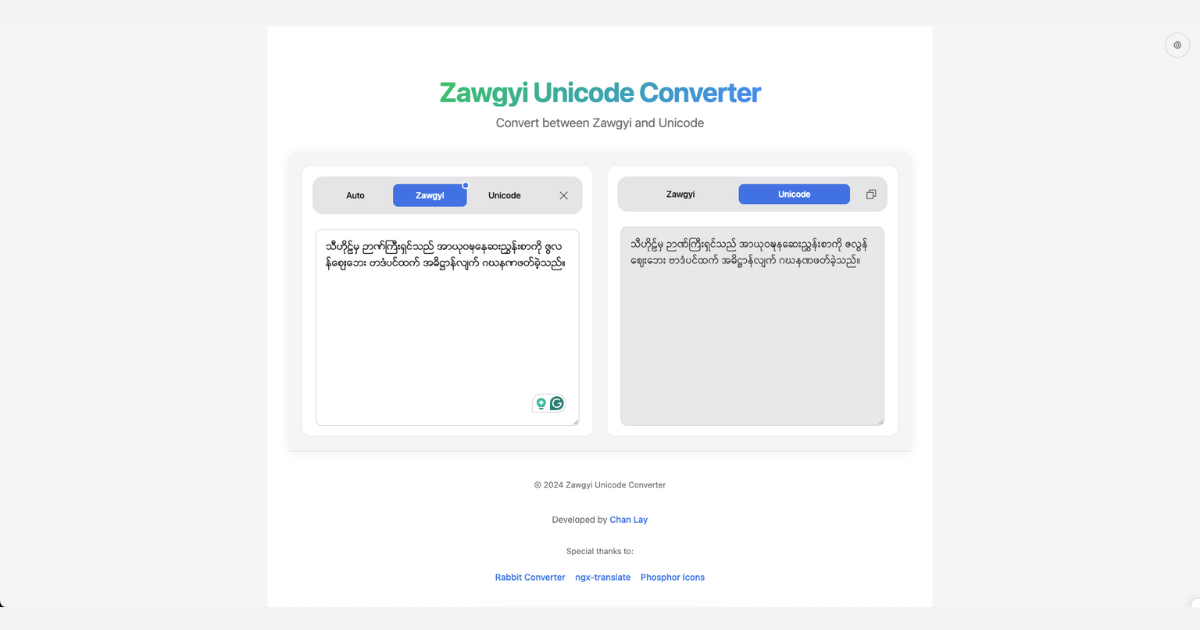 Zawgyi Unicode Converter
Convert between Zawgyi and Unicode
Auto Zawgyi Unicode
သီဟိုဠ်မှ ဉာဏ်ကြီးရှင်သည် အာယုဝဍ္ဎနဆေးညွှန်းစာကို ဇလွ
န်ဈေးဘေး ဗာဒံပင်ထက် အဓိဋ္ဌာန်လျက် ဂဃနဏဖတ်ခဲ့သည်။
Zawgyi Unicode
သီဟိုဠ်မှ ဉာဏ်ကြီးရှင်သည် အာယုဝဍ္ဎနဆေးညွှန်းစာကို ဇလွန်
ဈေးဘေး ဗာဒံပင်ထက် အဓိဋ္ဌာန်လျက် ဂဃနဏဖတ်ခဲ့သည်။
© 2024 Zawgyi Unicode Converter
Developed by Chan Lay
Special thanks to:
Rabbit Converter ngx-translate Phosphor Icons